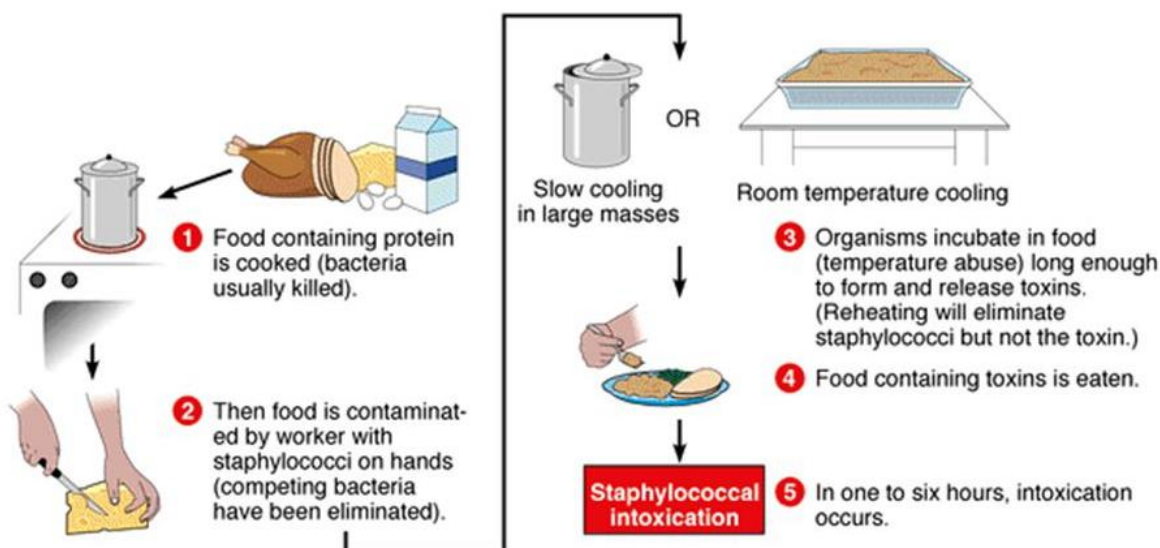 1 Food containing protein
is cooked (bacteria
usually killed).
2 Then food is contaminat-
ed by worker with
staphylococci on hands
(competing bacteria
have been eliminated).
Slow cooling
in large masses
OR
Room temperature cooling
3 Organisms incubate in food
(temperature abuse) long enough
to form and release toxins.
(Reheating will eliminate
staphylococci but not the toxin.)
4 Food containing toxins is eaten.
Staphylococcal
intoxication
5 In one to six hours, intoxication
occurs.